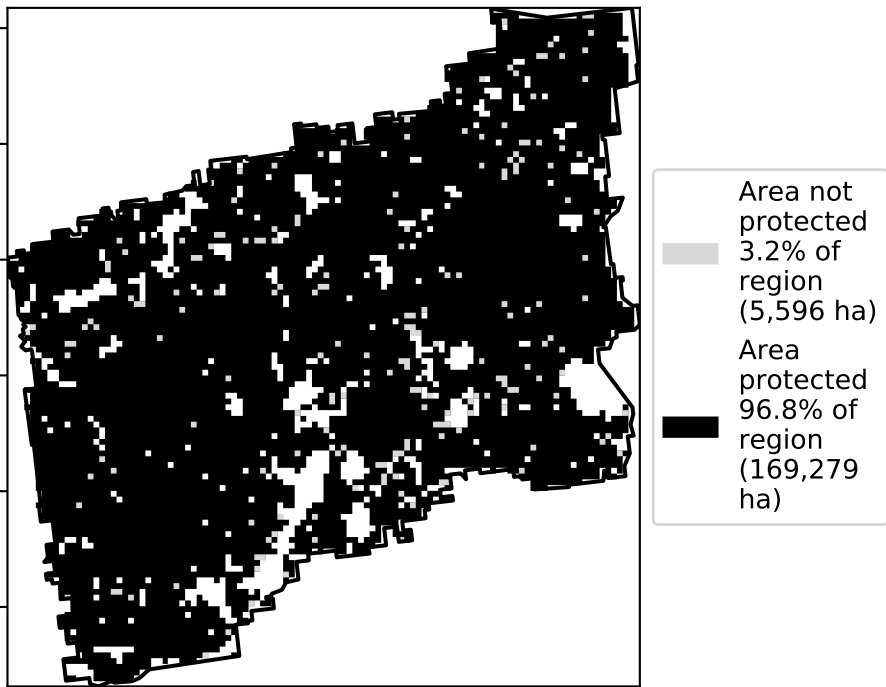 Area not
protected
3.2% of
region
(5,596 ha)
Area
protected
96.8% of
region
(169,279
ha)